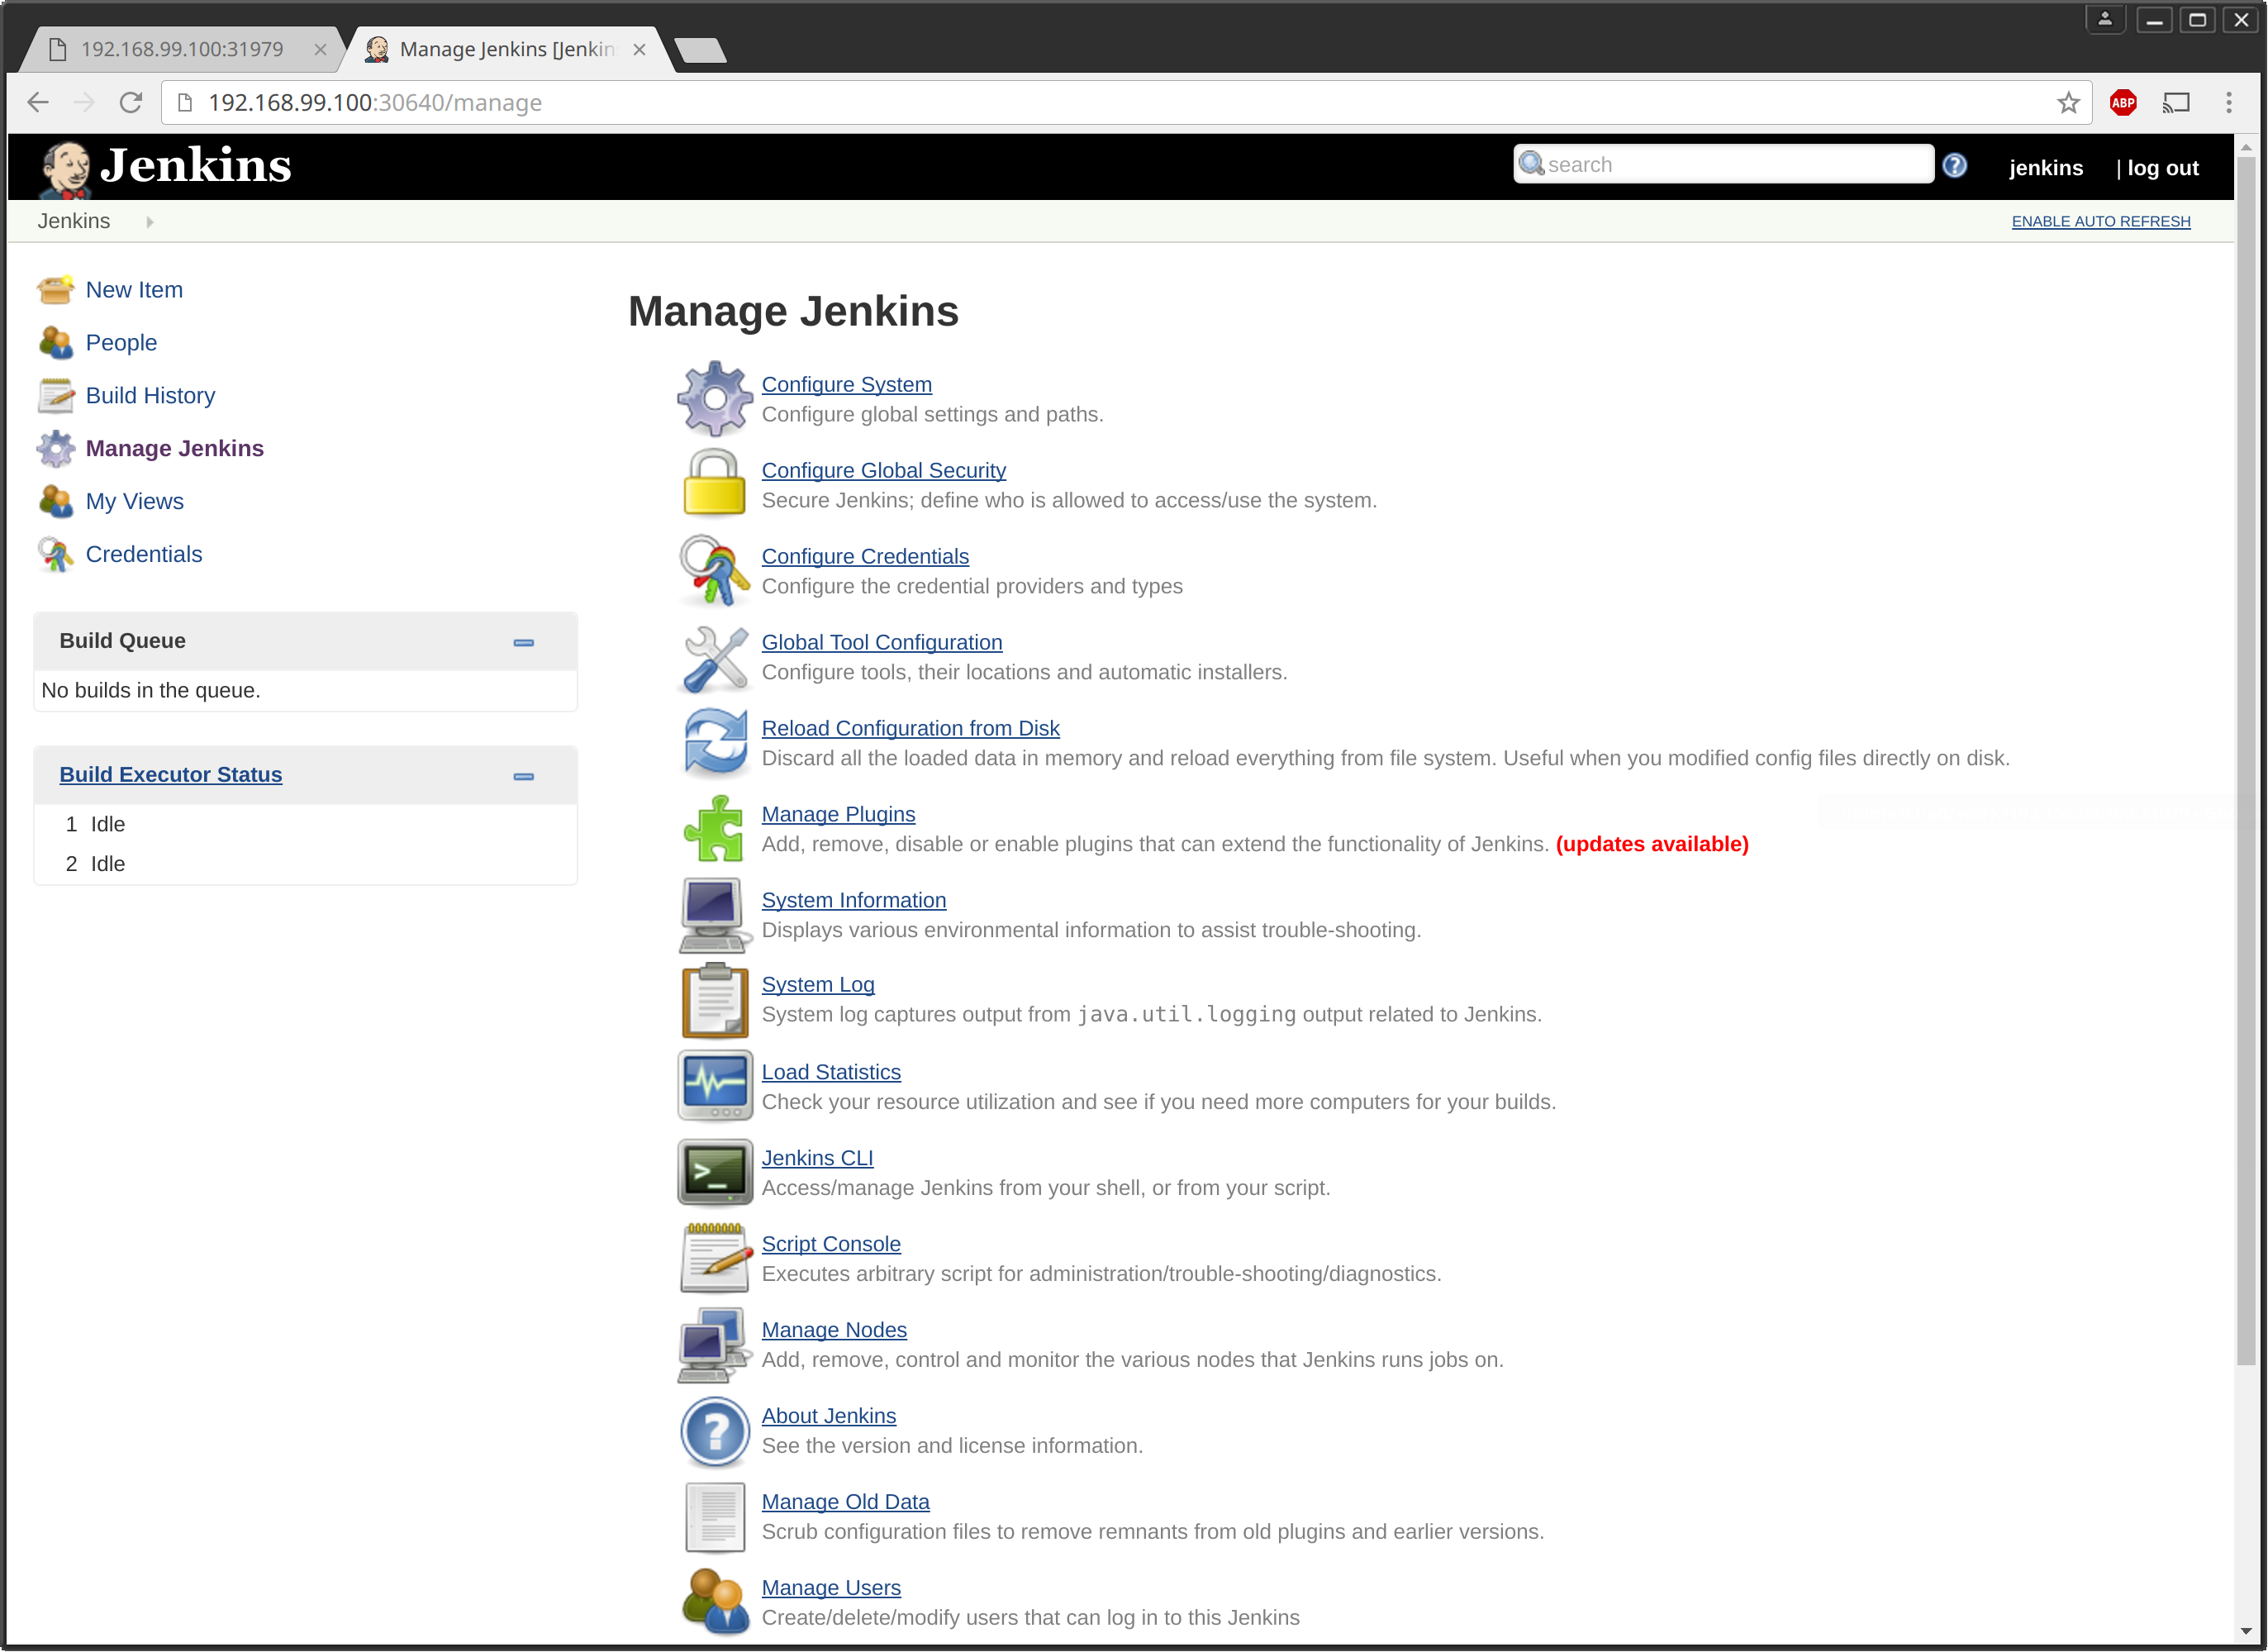 192.168.99.100:31979
Manage Jenkins [Jenkin
192.168.99.100:30640/manage
ABP
Jenkins
search
jenkins | log out
Jenkins
ENABLE AUTO REFRESH
New Item
People
Build History
Manage Jenkins
My Views
Credentials
Build Queue
No builds in the queue.
Build Executor Status
1 Idle
2 Idle
Manage Jenkins
Configure System
Configure global settings and paths.
Configure Global Security
Secure Jenkins; define who is allowed to access/use the system.
Configure Credentials
Configure the credential providers and types
Global Tool Configuration
Configure tools, their locations and automatic installers.
Reload Configuration from Disk
Discard all the loaded data in memory and reload everything from file system. Useful when you modified config files directly on disk.
Manage Plugins
Add, remove, disable or enable plugins that can extend the functionality of Jenkins. (updates available)
System Information
Displays various environmental information to assist trouble-shooting.
System Log
System log captures output from java.util.logging output related to Jenkins.
Load Statistics
Check your resource utilization and see if you need more computers for your builds.
Jenkins CLI
Access/manage Jenkins from your shell, or from your script.
Script Console
Executes arbitrary script for administration/trouble-shooting/diagnostics.
Manage Nodes
Add, remove, control and monitor the various nodes that Jenkins runs jobs on.
About Jenkins
See the version and license information.
Manage Old Data
Scrub configuration files to remove remnants from old plugins and earlier versions.
Manage Users
Create/delete/modify users that can log in to this Jenkins